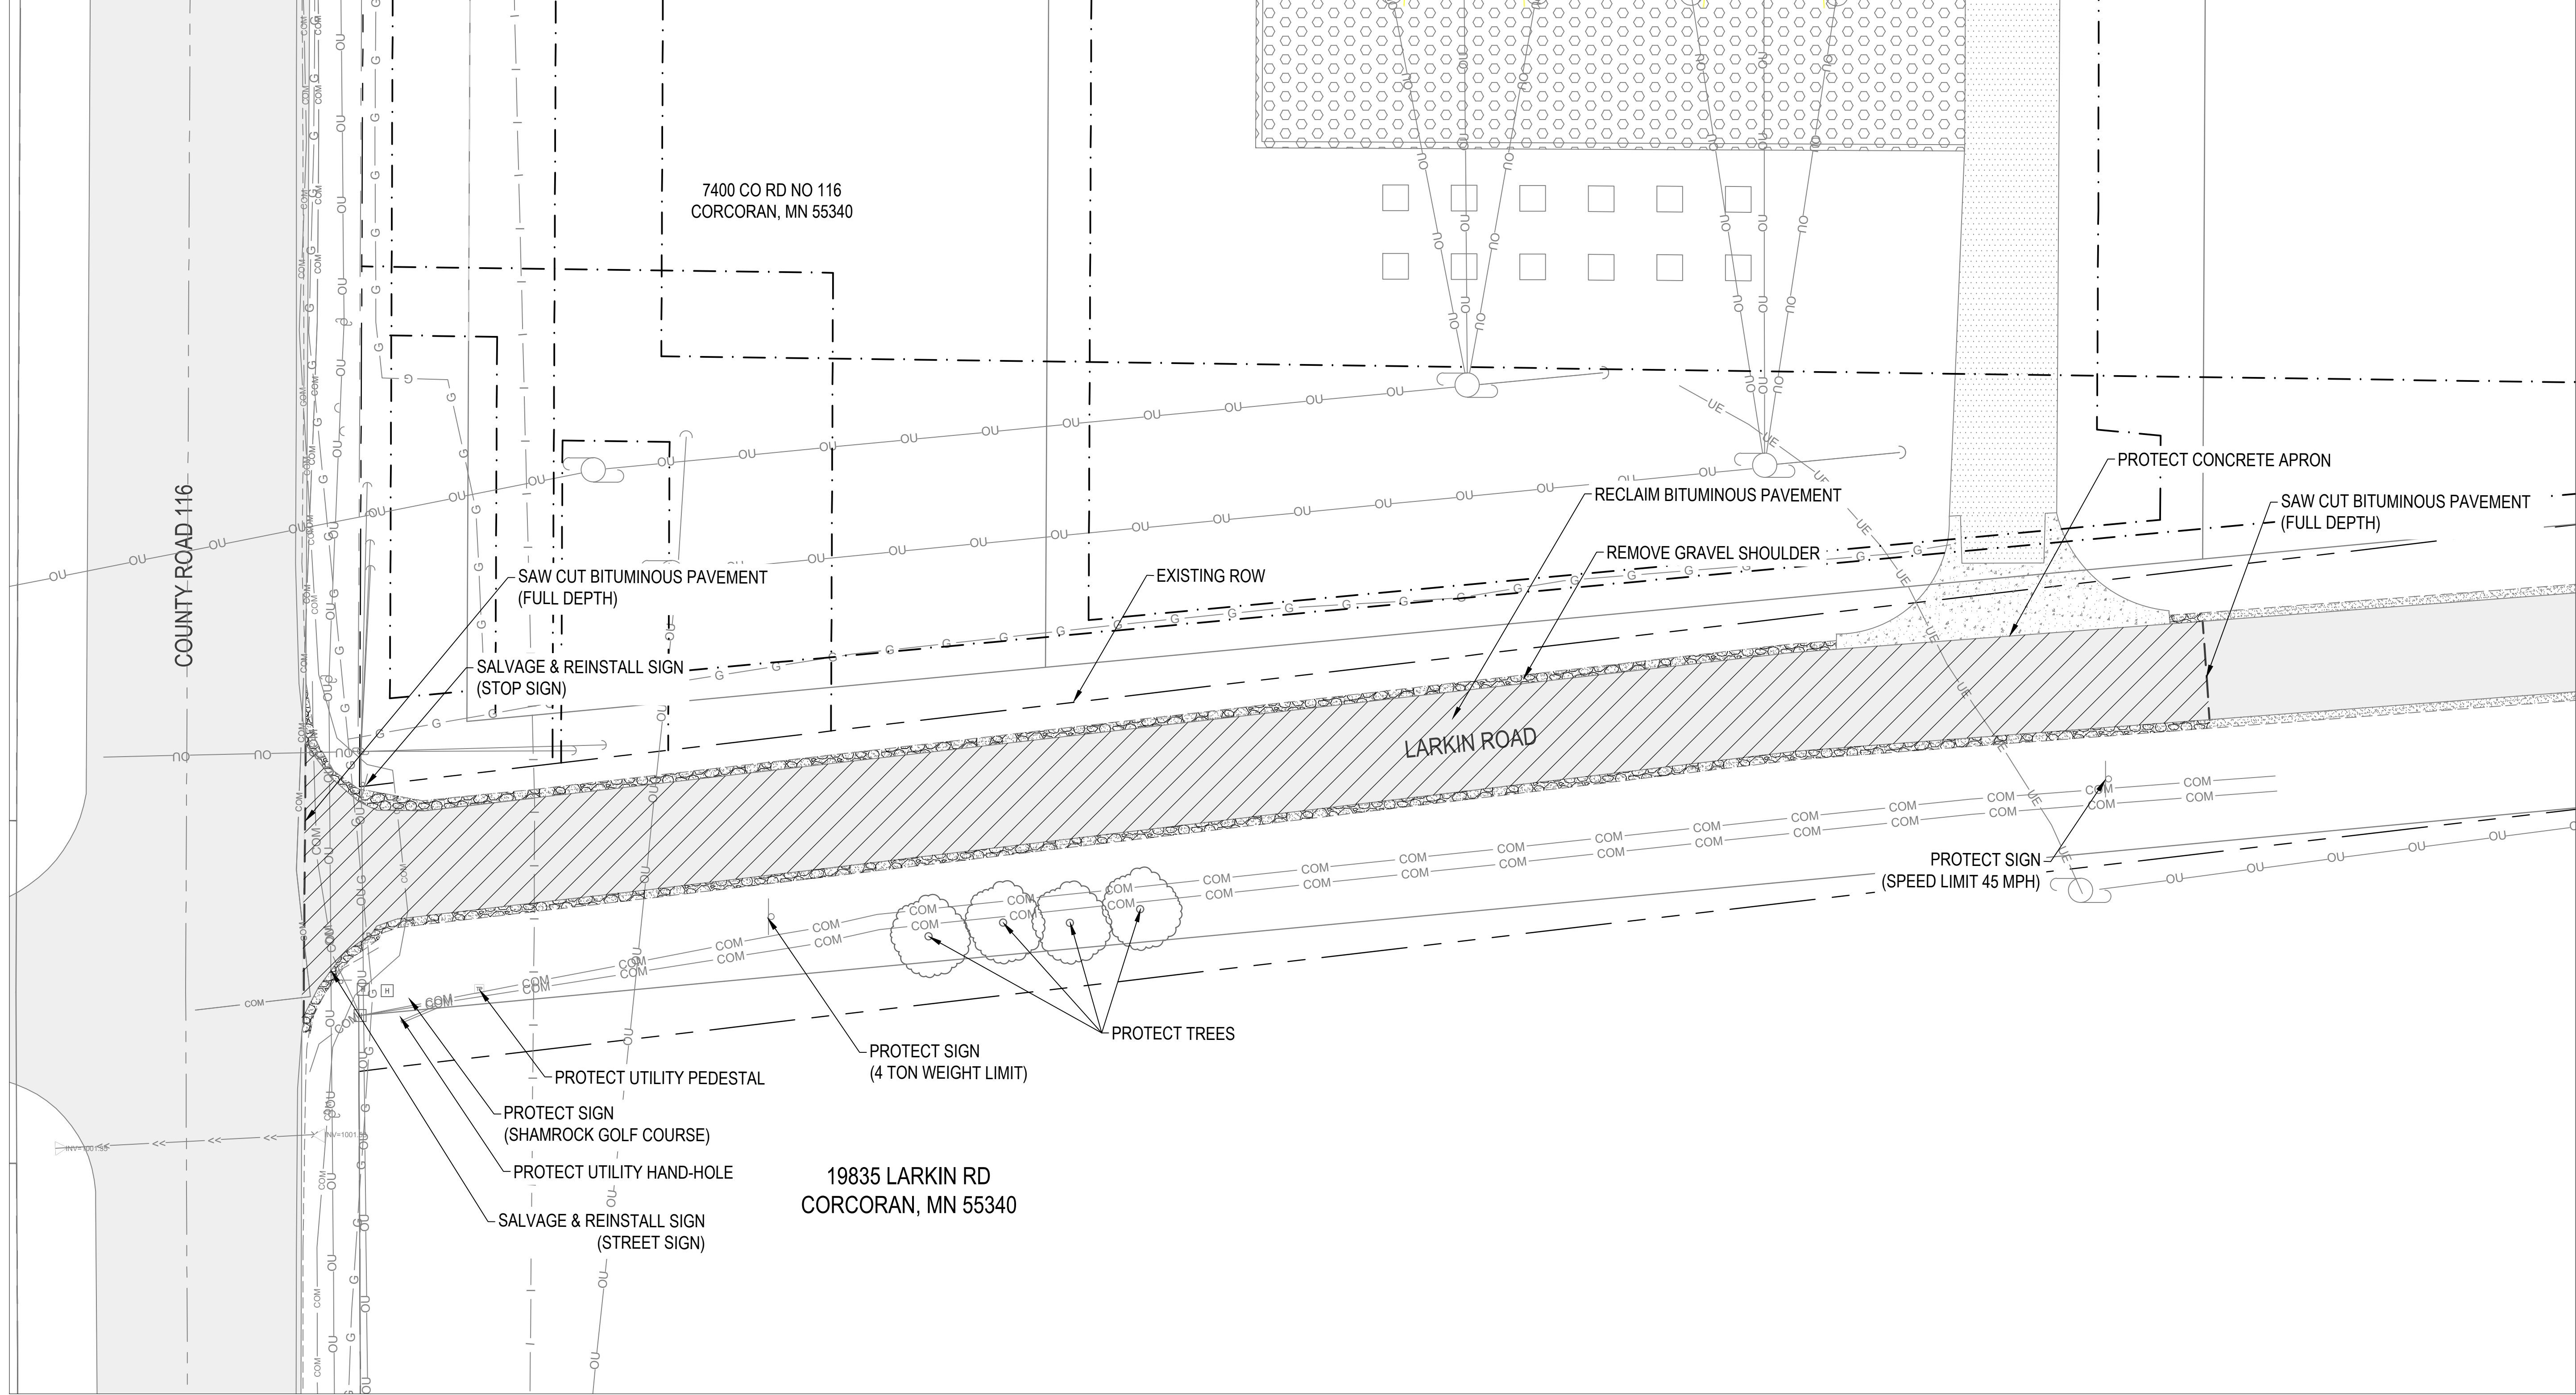 7400 CO RD NO 116
CORCORAN, MN 55340
COUNTY ROAD 116
PROTECT CONCRETE APRON
RECLAIM BITUMINOUS PAVEMENT
SAW CUT BITUMINOUS PAVEMENT
(FULL DEPTH)
REMOVE GRAVEL SHOULDER
EXISTING ROW
SAW CUT BITUMINOUS PAVEMENT
(FULL DEPTH)
SALVAGE & REINSTALL SIGN
(STOP SIGN)
LARKIN ROAD
PROTECT SIGN
(SPEED LIMIT 45 MPH)
PROTECT TREES
PROTECT SIGN
(4 TON WEIGHT LIMIT)
PROTECT UTILITY PEDESTAL
PROTECT SIGN
(SHAMROCK GOLF COURSE)
PROTECT UTILITY HAND-HOLE
19835 LARKIN RD
CORCORAN, MN 55340
SALVAGE & REINSTALL SIGN
(STREET SIGN)
OU
G
COM
UE
H